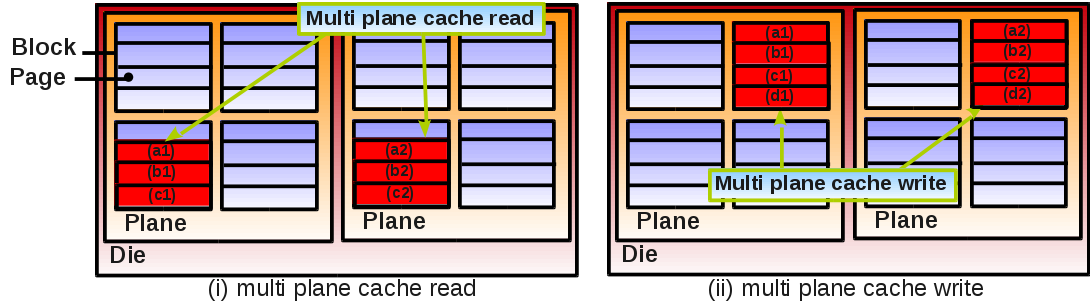 Multi plane cache read
Block
Page
(a1)
(b1)
(c1)
(a2)
(b2)
(c2)
Plane
Plane
Die
(i) multi plane cache read
(a1)
(b1)
(c1)
(d1)
(a2)
(b2)
(c2)
(d2)
Multi plane cache write
Plane
Plane
Die
(ii) multi plane cache write